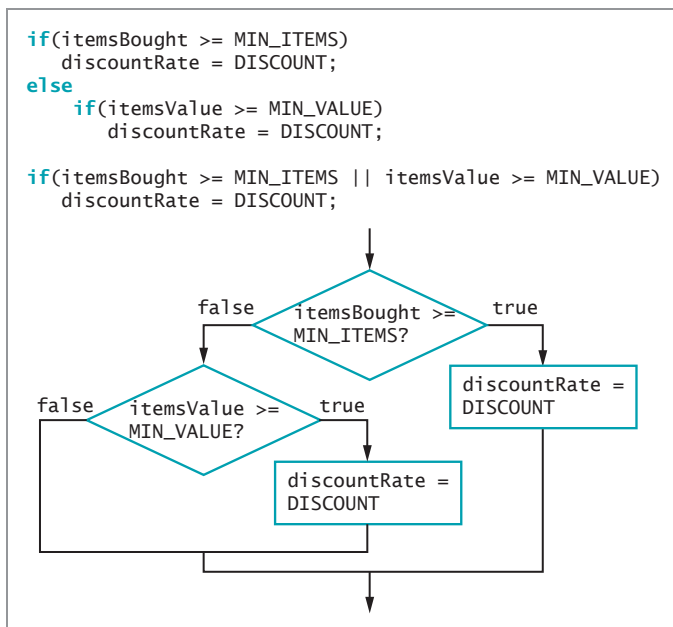 if(itemsBought >= MIN_ITEMS)
discountRate = DISCOUNT;
else
if(itemsValue >= MIN_VALUE)
discountRate = DISCOUNT;
if(itemsBought >= MIN_ITEMS || itemsValue >= MIN_VALUE)
discountRate = DISCOUNT;
false
itemsBought >=
MIN_ITEMS?
true
false
itemsValue >=
MIN_VALUE?
true
discountRate =
DISCOUNT
discountRate =
DISCOUNT